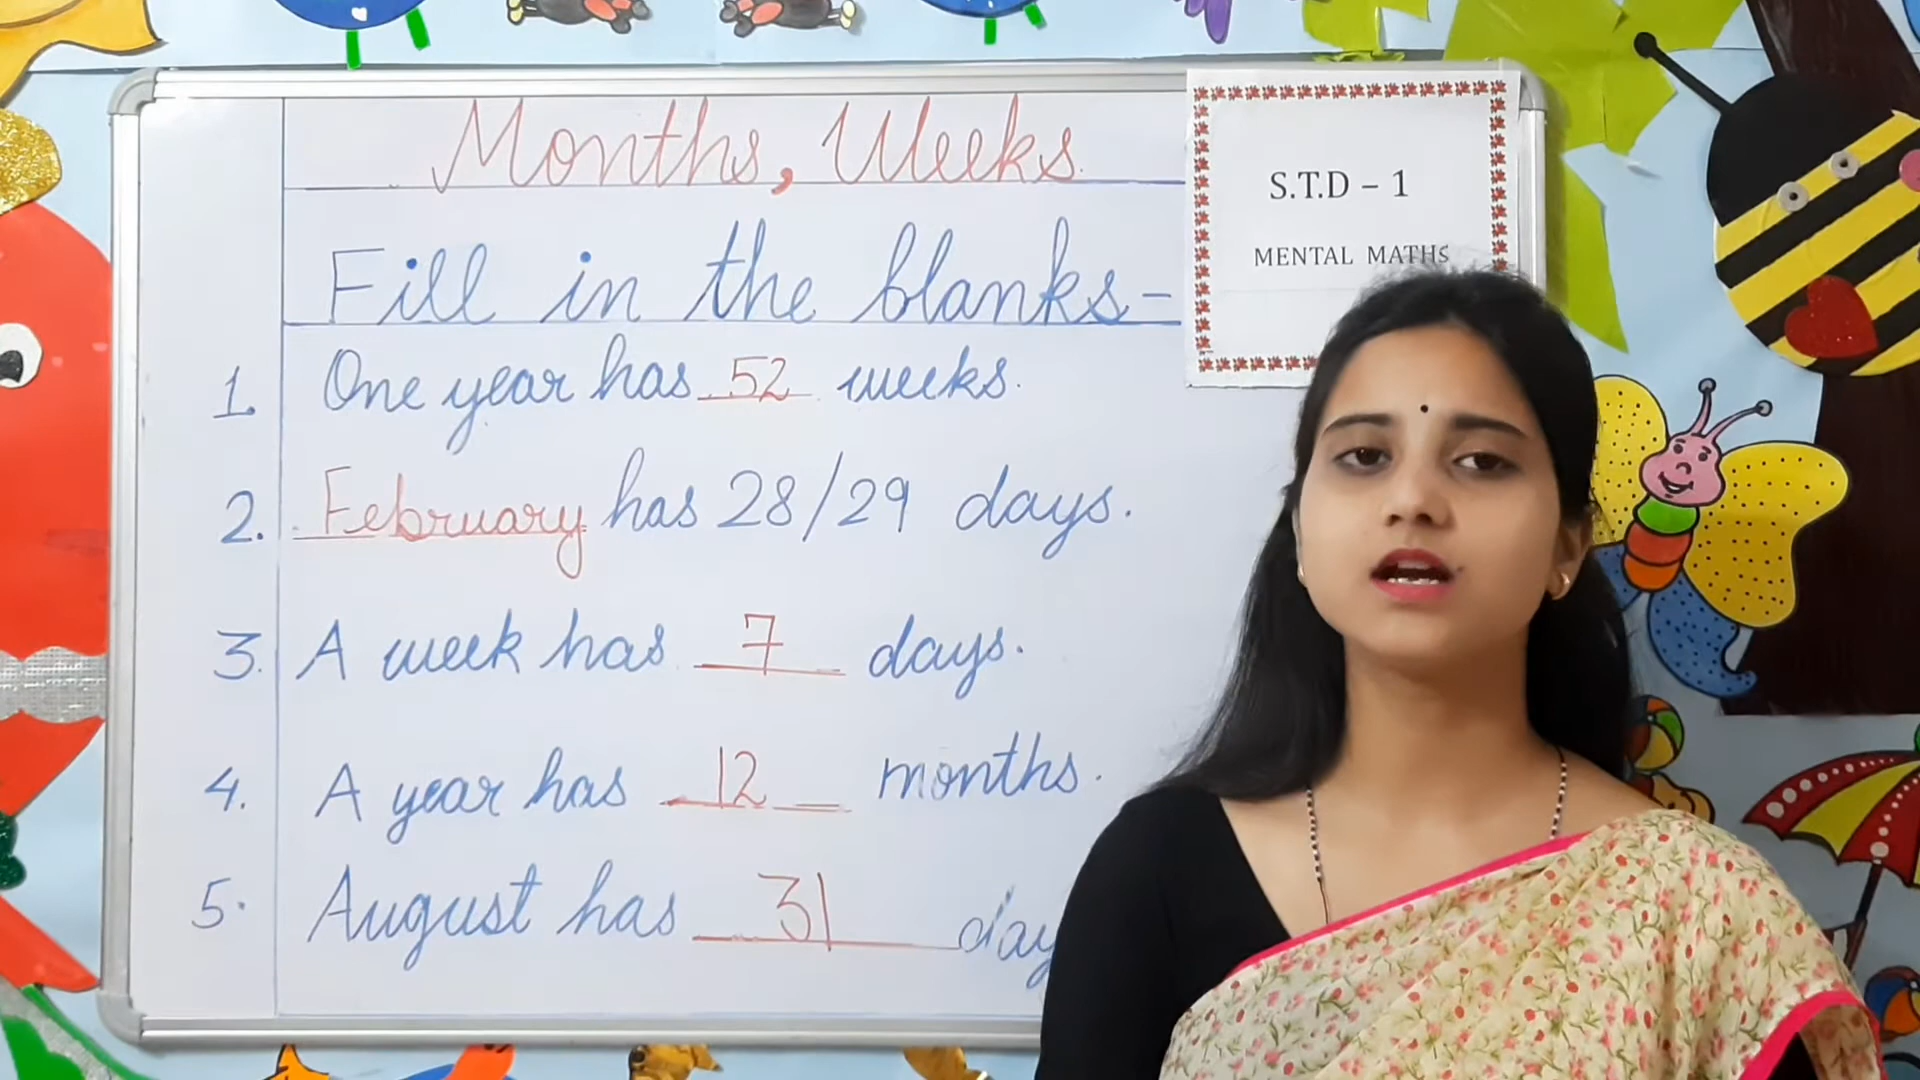 Months, Weeks.
Fill in the blanks-
1. One year has 52 weeks.
2. February has 28/29 days.
3. A week has 7 days.
4. A year has 12 months.
5. August has 31 day
S.T.D – 1
MENTAL MATHS